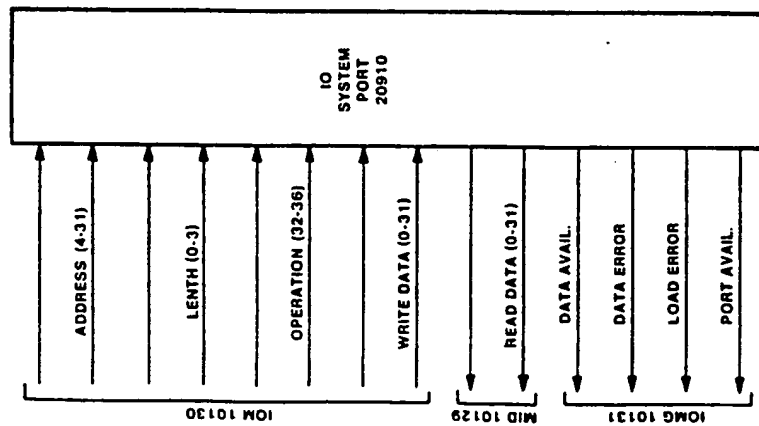 IO
SYSTEM
PORT
20910
ADDRESS (4-31)
LENTH (0-3)
OPERATION (32-36)
WRITE DATA (0-31)
READ DATA (0-31)
DATA AVAIL.
DATA ERROR
LOAD ERROR
PORT AVAIL.
IOM 10130
MID 10129
IOMG 10131